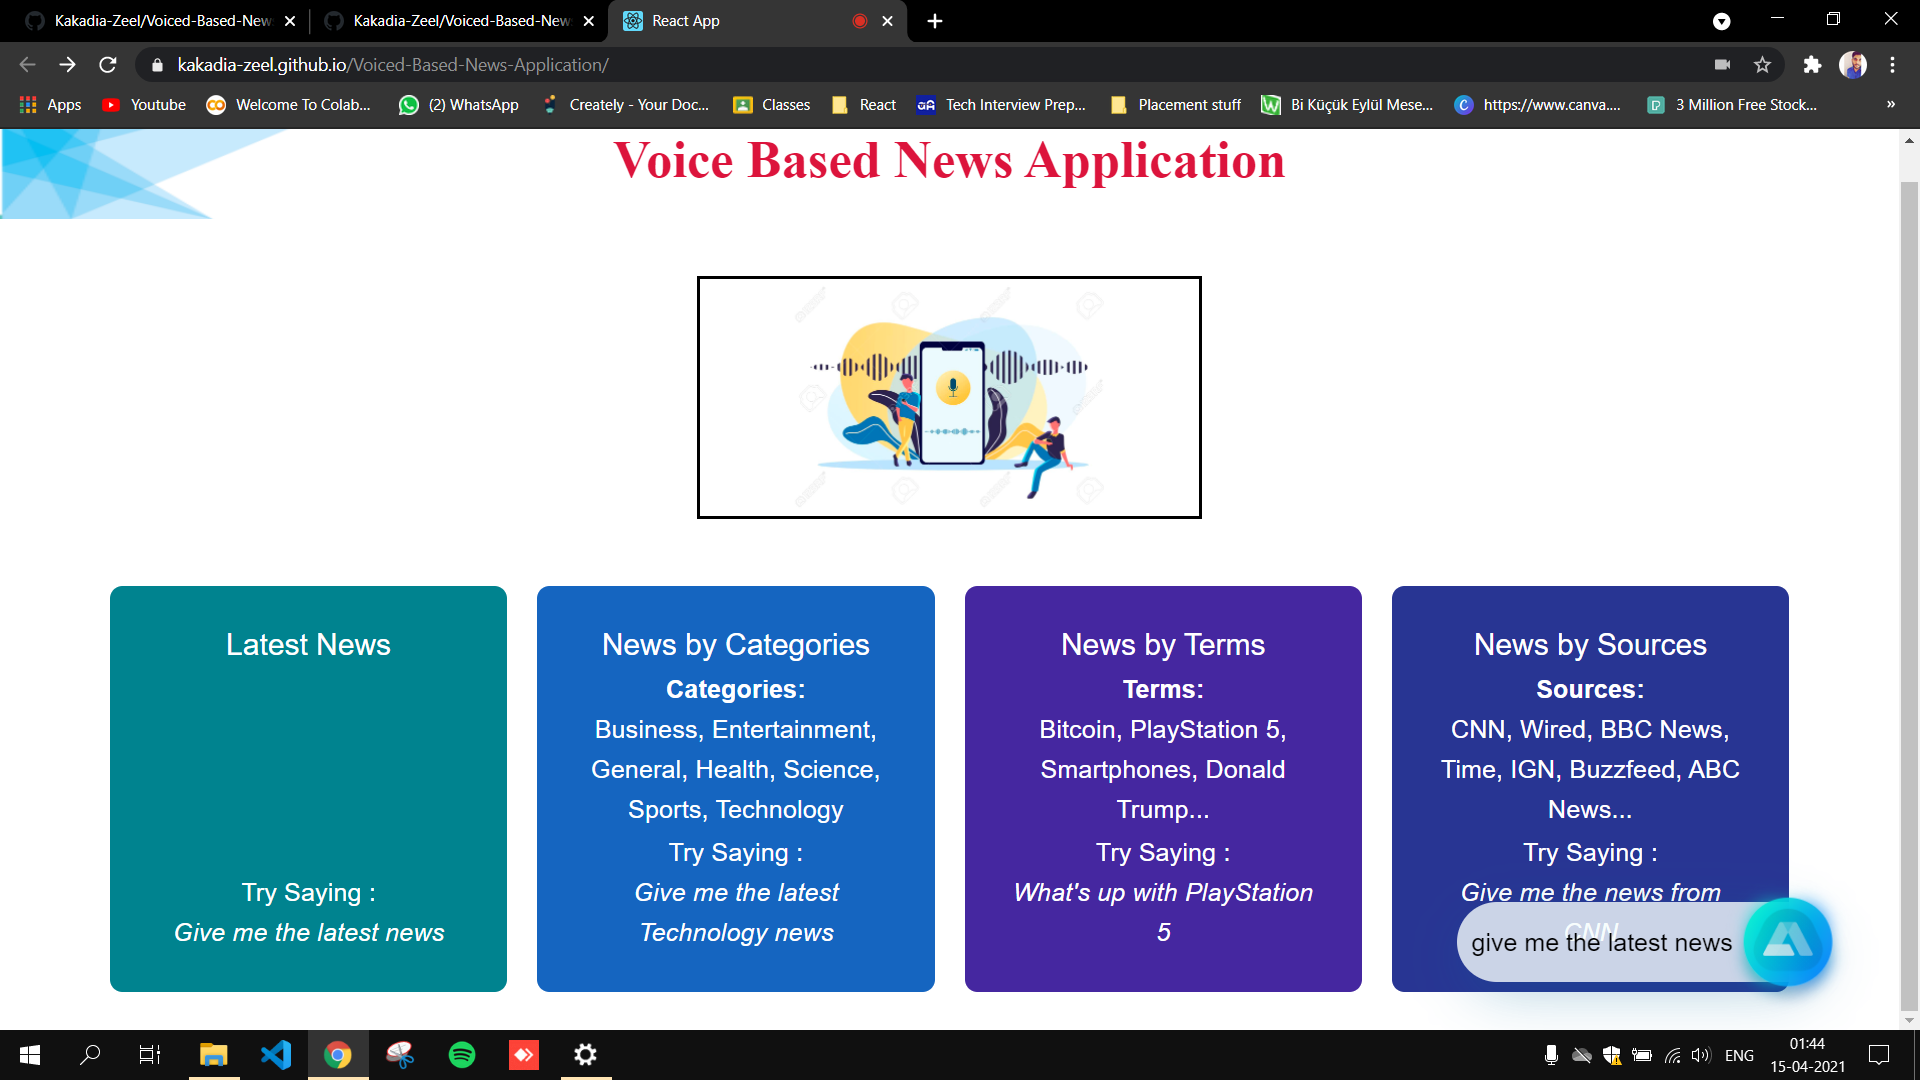 Kakadia-Zeel/Voiced-Based-New
Kakadia-Zeel/Voiced-Based-New
React App
kakadia-zeel.github.io/Voiced-Based-News-Application/
Apps
Youtube
Welcome To Colab...
(2) WhatsApp
Creately - Your Doc...
Classes
React
Tech Interview Prep...
Placement stuff
Bi Küçük Eylül Mese...
https://www.canva....
3 Million Free Stock...
»
Voice Based News Application
Latest News
Try Saying :
Give me the latest news
News by Categories
Categories:
Business, Entertainment,
General, Health, Science,
Sports, Technology
Try Saying :
Give me the latest
Technology news
News by Terms
Terms:
Bitcoin, PlayStation 5,
Smartphones, Donald
Trump...
Try Saying :
What's up with PlayStation
5
News by Sources
Sources:
CNN, Wired, BBC News,
Time, IGN, Buzzfeed, ABC
News...
Try Saying :
Give me the news from
CNN
give me the latest news
ENG
01:44
15-04-2021